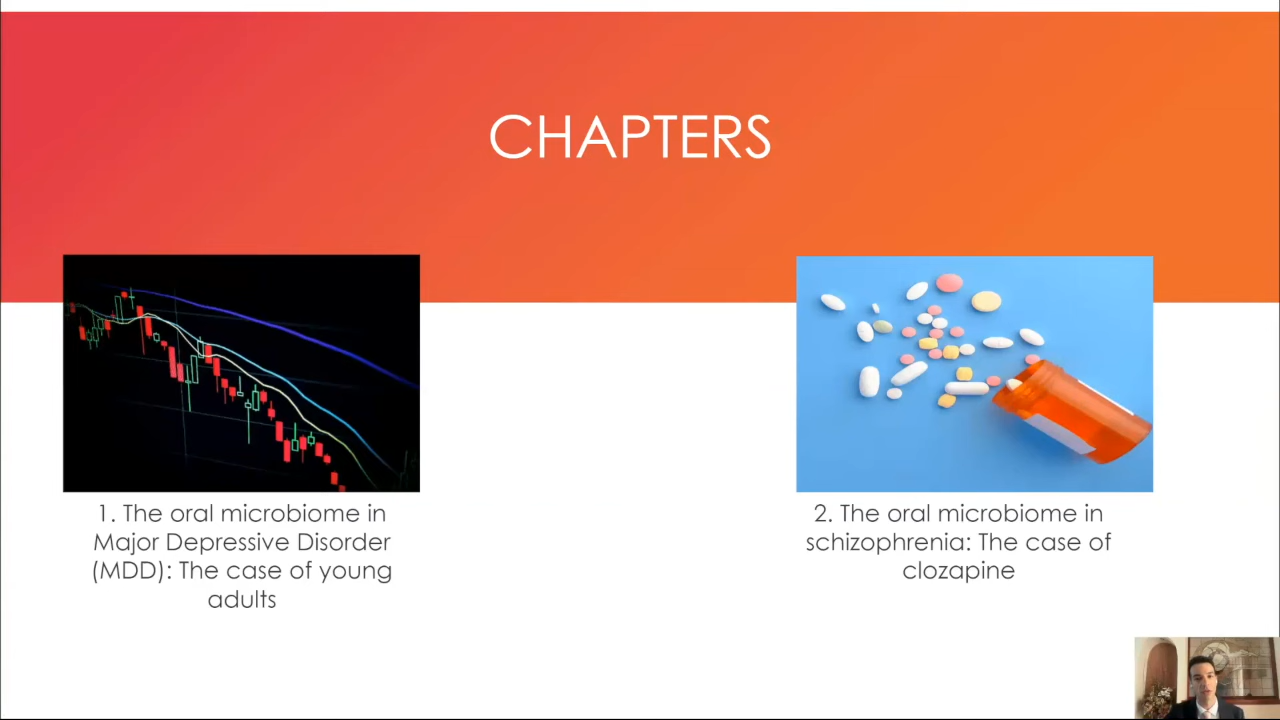 CHAPTERS
1. The oral microbiome in
Major Depressive Disorder
(MDD): The case of young
adults
2. The oral microbiome in
schizophrenia: The case of
clozapine